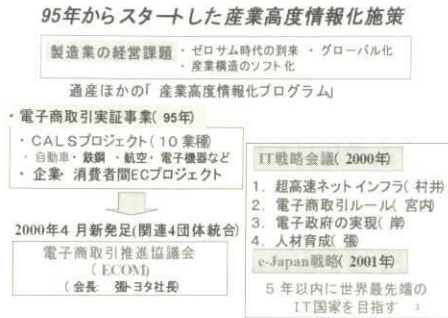 95年からスタートした産業高度情報化施策
製造業の経営課題 ・ゼロサム時代の到来 ・グローバル化
・産業構造のソフト化
通産ほかの「産業高度情報化プログラム」
・電子商取引実証事業(95年)
・CALSプロジェクト(10業種)
・自動車・鉄鋼・航空・電子機器など
・企業・消費者間ECプロジェクト
2000年4月新発足(関連4団体統合)
電子商取引推進協議会
(ECOM)
(会長: 張トヨタ社長)
IT戦略会議(2000年)
1. 超高速ネットインフラ(村井)
2. 電子商取引ルール(宮内)
3. 電子政府の実現(岸)
4. 人材育成(張)
e-Japan戦略(2001年)
5年以内に世界最先端の
IT国家を目指す 3